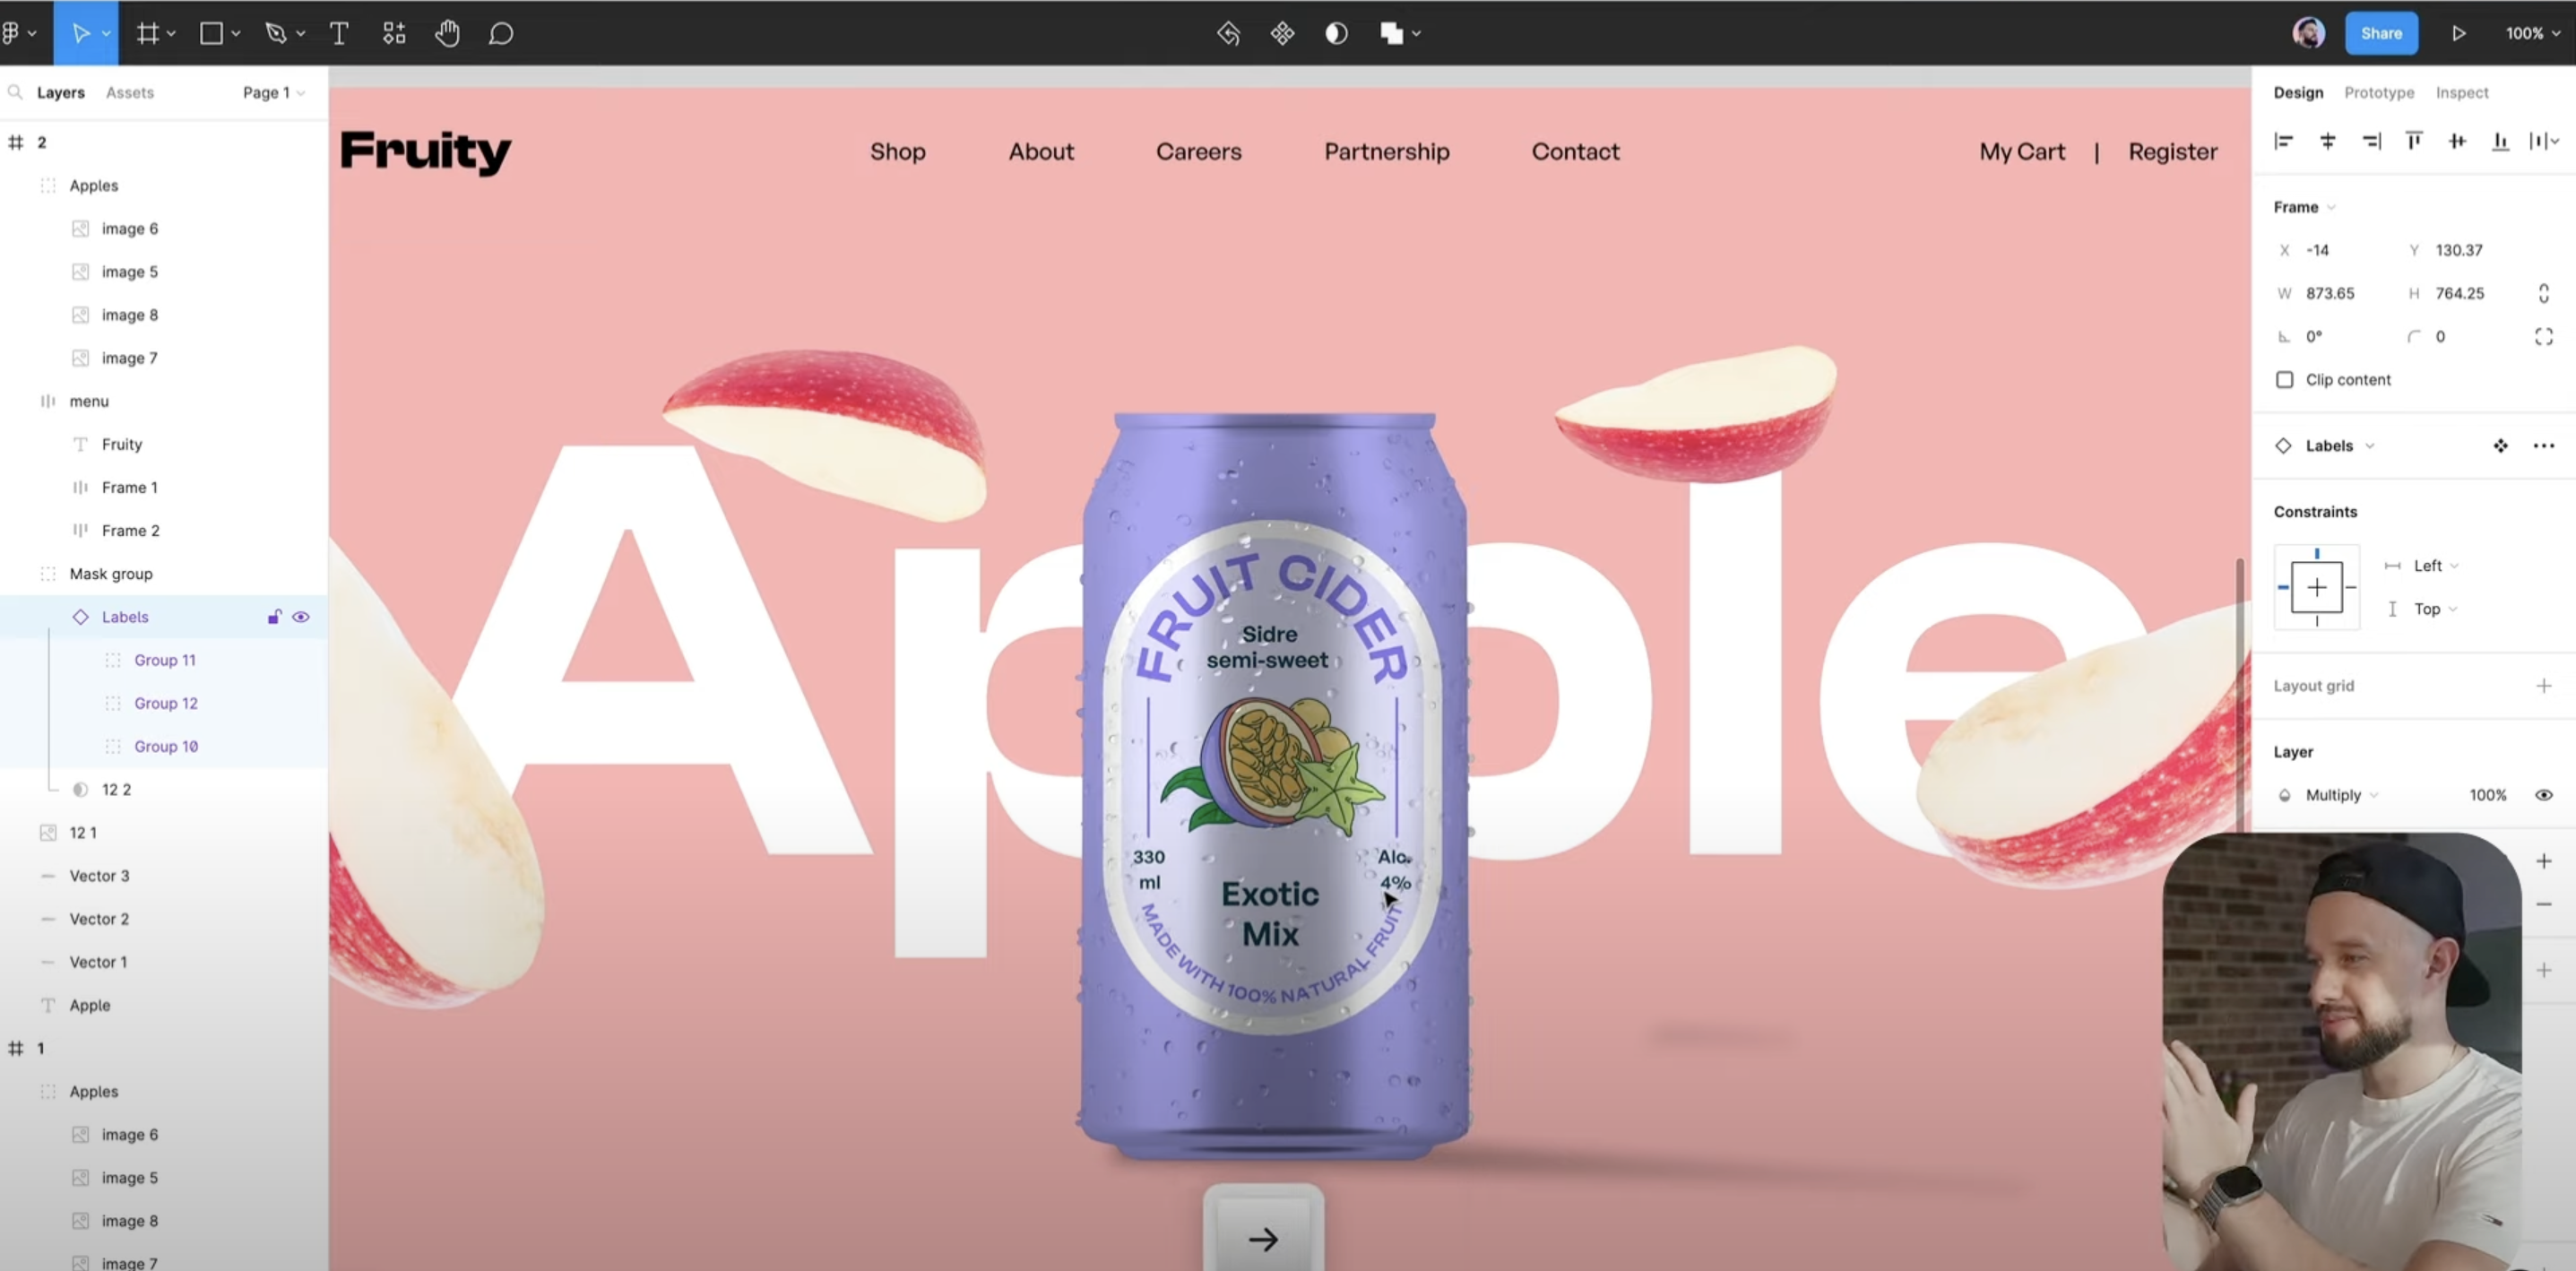 Share
100%
Layers
Assets
Page 1
2
Apples
image 6
image 5
image 8
image 7
menu
Fruity
Frame 1
Frame 2
Mask group
Labels
Group 11
Group 12
Group 10
12 2
12 1
Vector 3
Vector 2
Vector 1
Apple
1
Apples
image 6
image 5
image 8
image 7
Fruity
Shop
About
Careers
Partnership
Contact
My Cart | Register
Apple
FRUIT CIDER
Sidre
semi-sweet
330
ml
Alc.
4%
Exotic
Mix
MADE WITH 100% NATURAL FRUIT
Design
Prototype
Inspect
Frame
X -14
Y 130.37
W 873.65
H 764.25
0°
0
Clip content
Labels
Constraints
Left
Top
Layout grid
Layer
Multiply
100%